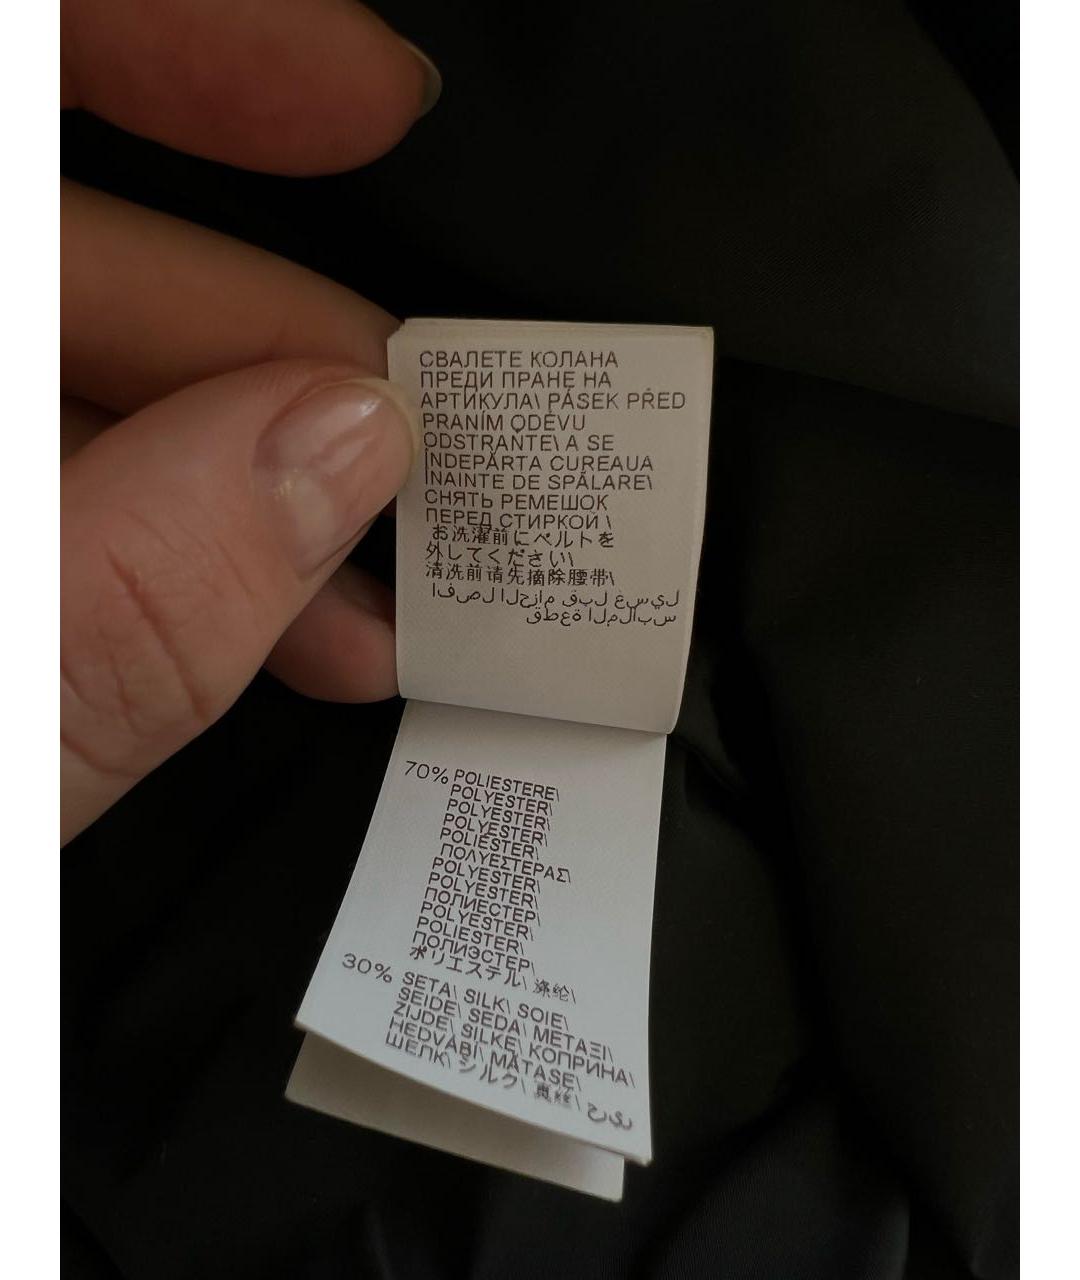 СВАЛЕТЕ КОЛАНА
ПРЕДИ ПРАНЕ НА
АРТИКУЛА\ PÁSEK PŘED
PRANÍM ODĚVU
ODSTRANTE\ A SE
ÎNDEPĂRTA CUREAUA
ÎNAINTE DE SPĂLARE\
СНЯТЬ РЕМЕШОК
ПЕРЕД СТИРКОЙ \
お洗濯前にベルトを
外してください\
清洗前请先摘除腰带\
افصل الحزام قبل غسيل
قطعة الملابس
70% POLIESTERE\
POLYESTER\
POLYESTER\
POLYESTER\
POLIÉSTER\
ΠΟΛΥΕΣΤΕΡΑΣ\
POLYESTER\
POLYESTER\
ПОЛИЕСТЕР\
POLYESTER\
POLIESTER\
ПОЛИЭСТЕР\
ポリエステル\ 涤纶\
30% SETA\ SILK\ SOIE\
SEIDE\ SEDA\ ΜΕΤΑΞΙ\
ZIJDE\ SILKE\ КОПРИНА\
HEDVÁBÍ\ MĂTASE\
ШЕЛК\ シルク\ 真丝\ حرير